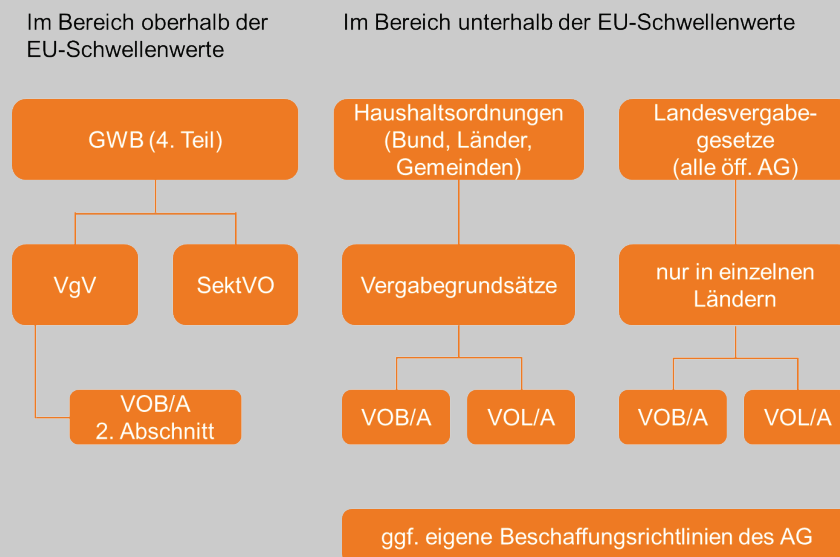 Im Bereich oberhalb der
EU-Schwellenwerte
Im Bereich unterhalb der EU-Schwellenwerte
GWB (4. Teil)
Haushaltsordnungen
(Bund, Länder,
Gemeinden)
Landesvergabe-
gesetze
(alle öff. AG)
VgV
SektVO
Vergabegrundsätze
nur in einzelnen
Ländern
VOB/A
2. Abschnitt
VOB/A
VOL/A
VOB/A
VOL/A
ggf. eigene Beschaffungsrichtlinien des AG